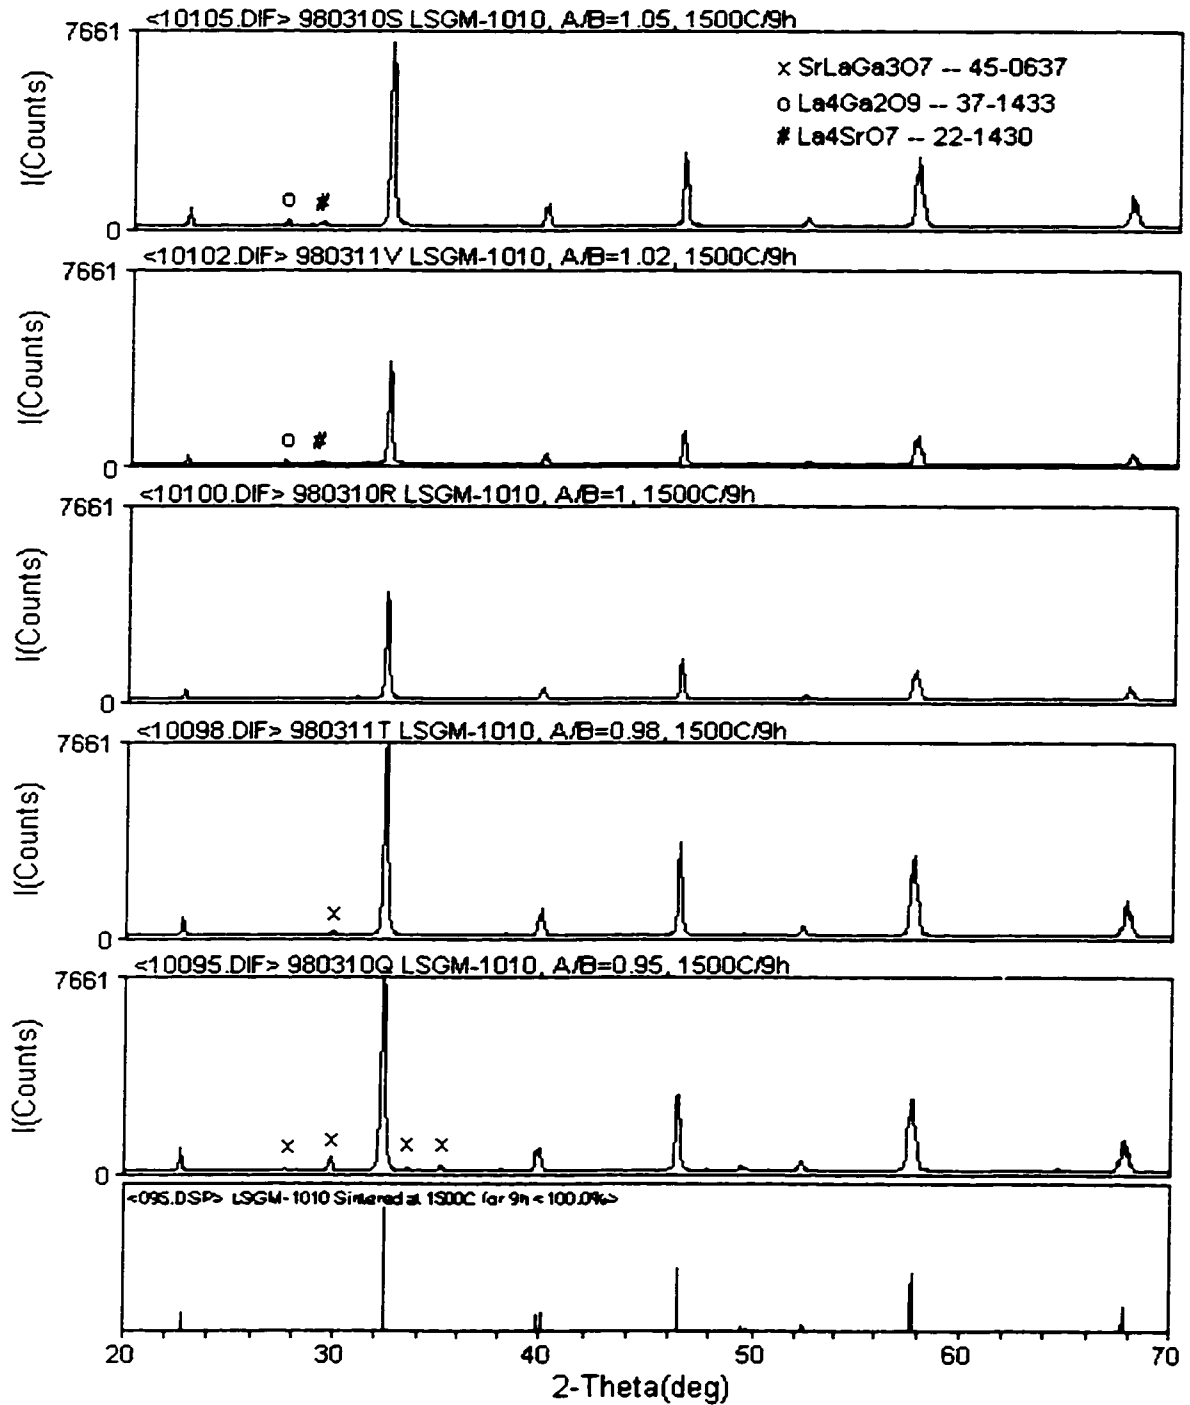 <10105.DIF> 980310S LSGM-1010, A/B=1.05, 1500C/9h
7661
I(Counts)
x SrLaGa3O7 -- 45-0637
o La4Ga2O9 -- 37-1433
# La4SrO7 -- 22-1430
o #
0
<10102.DIF> 980311V LSGM-1010, A/B=1.02, 1500C/9h
7661
I(Counts)
o #
0
<10100.DIF> 980310R LSGM-1010, A/B=1, 1500C/9h
7661
I(Counts)
0
<10098.DIF> 980311T LSGM-1010, A/B=0.98, 1500C/9h
7661
I(Counts)
x
0
<10095.DIF> 980310Q LSGM-1010, A/B=0.95, 1500C/9h
7661
I(Counts)
x x x x
0
<095.DSP> LSGM-1010 Sintered at 1500C for 9h <100.0%>
20 30 40 50 60 70
2-Theta(deg)